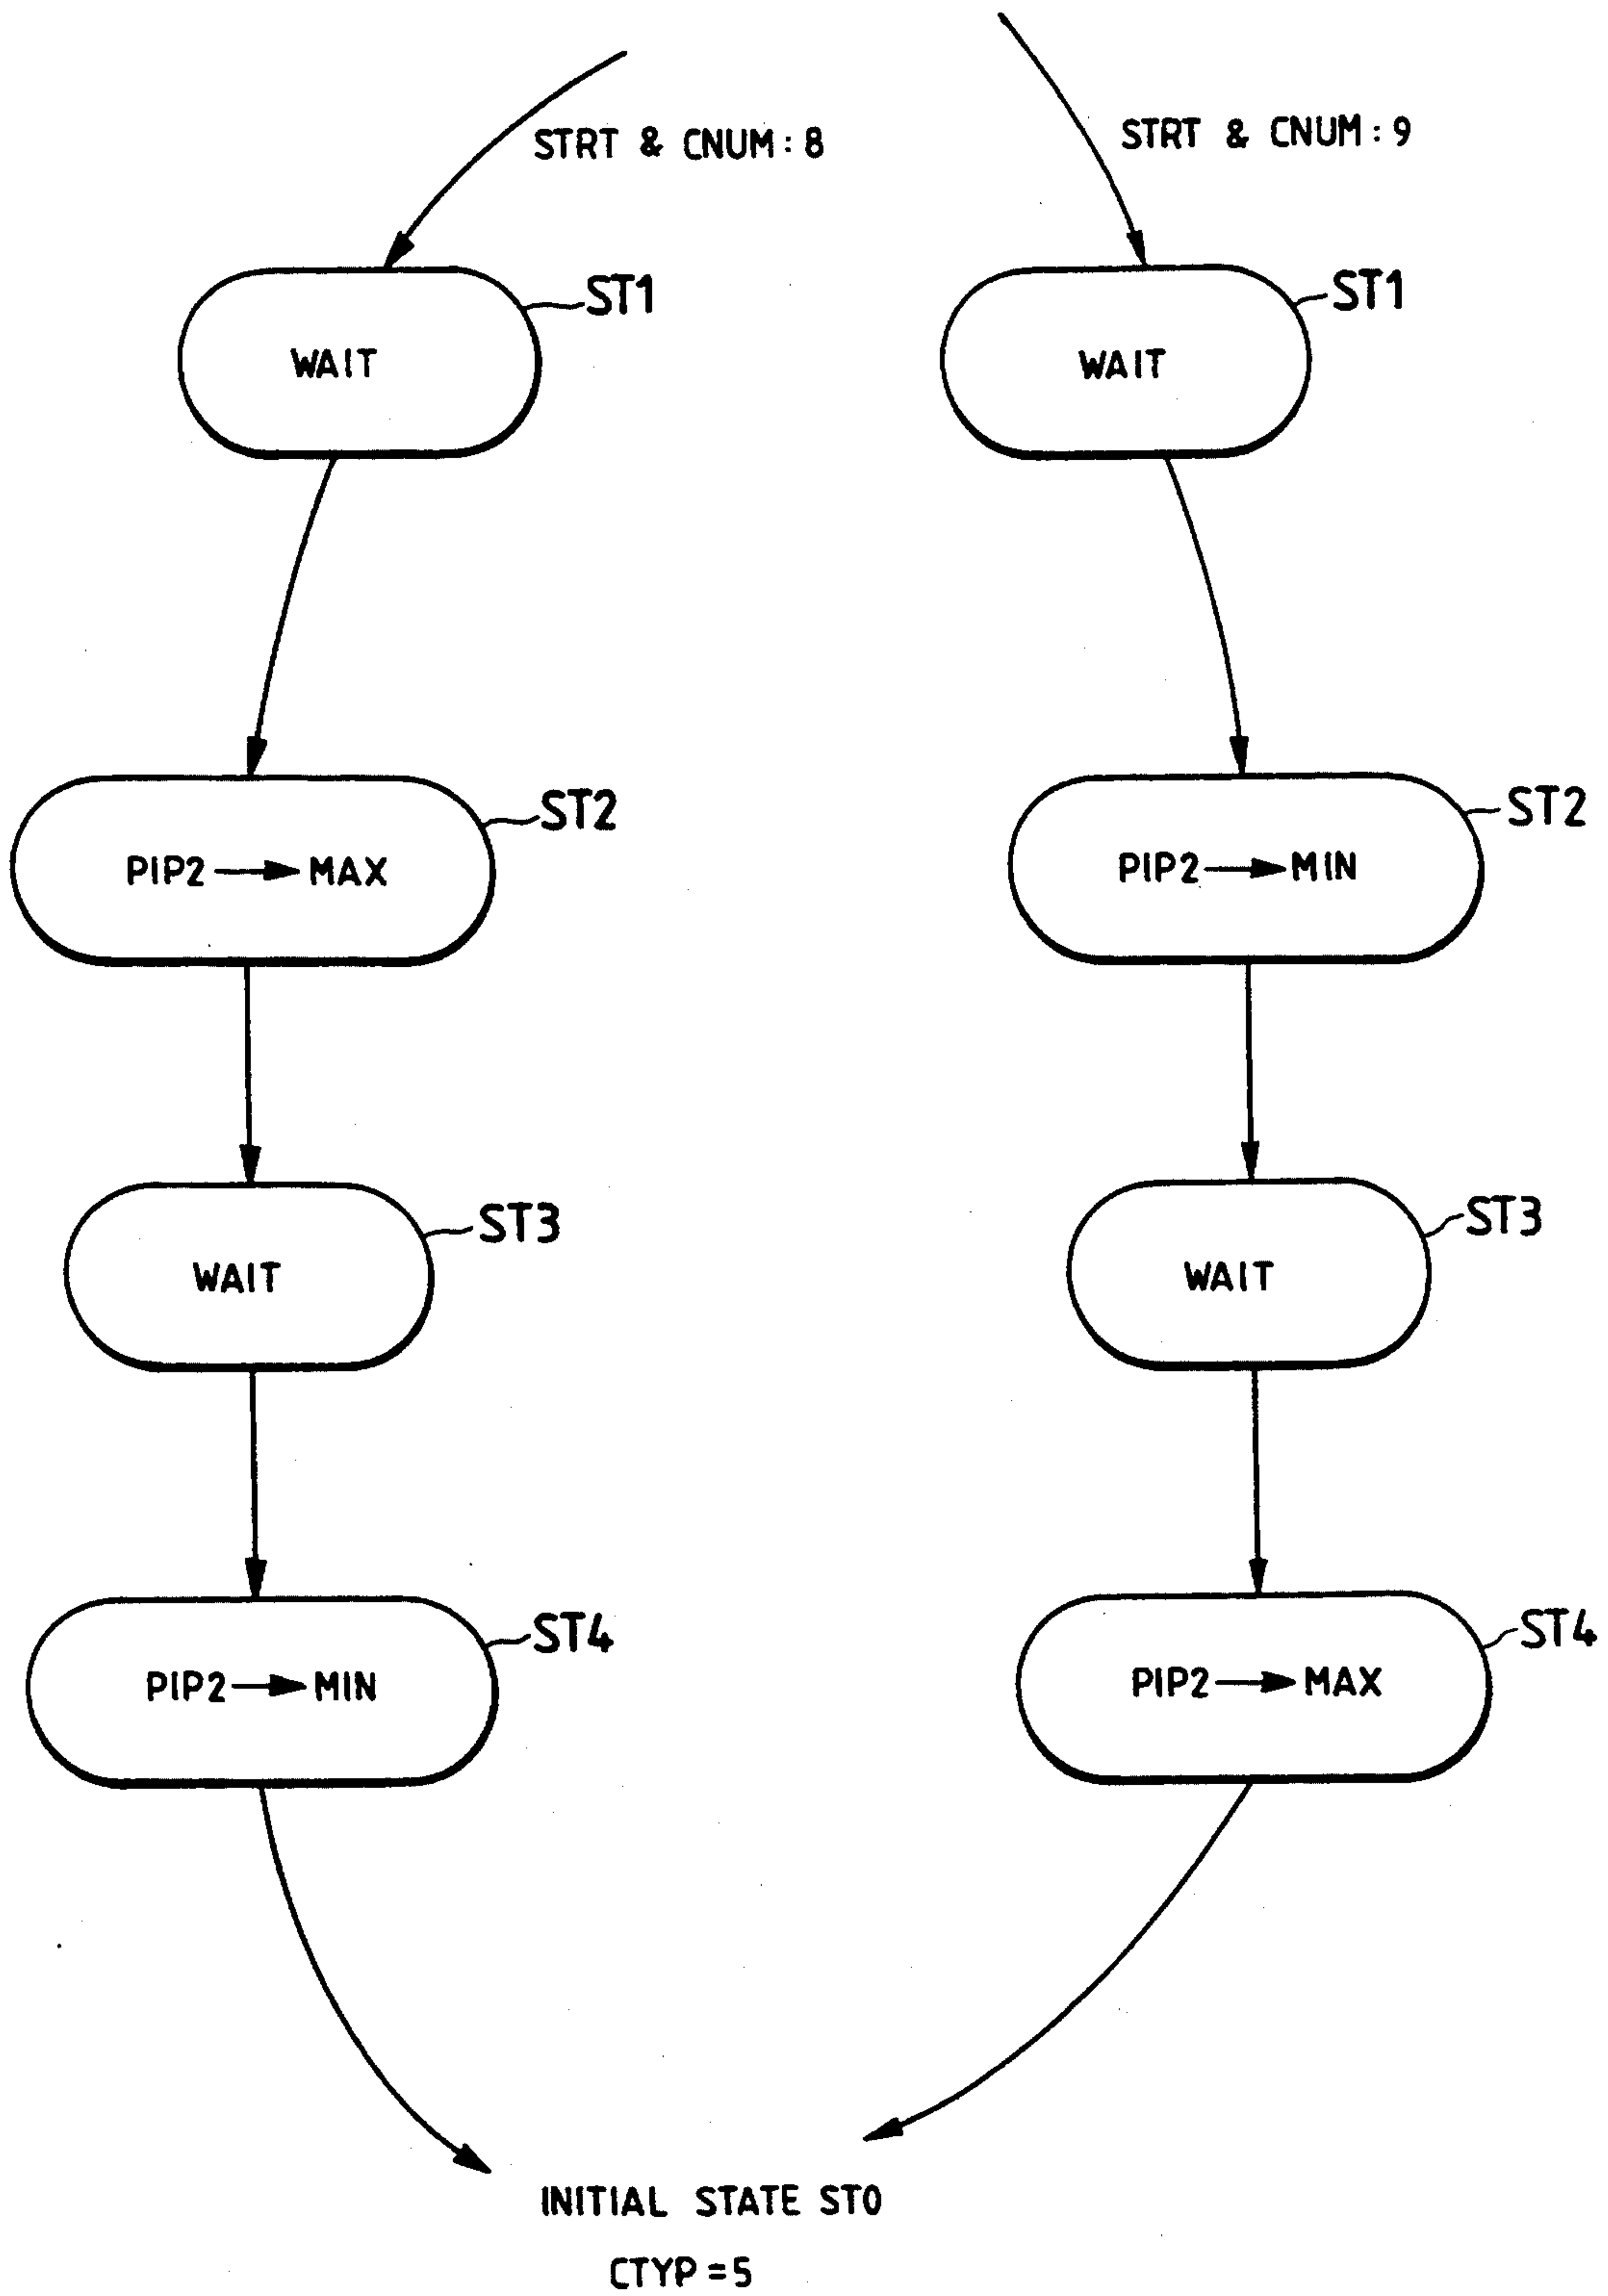 STRT & CNUM : 8
STRT & CNUM : 9
ST1
WAIT
ST1
WAIT
ST2
PIP2 → MAX
ST2
PIP2 → MIN
ST3
WAIT
ST3
WAIT
ST4
PIP2 → MIN
ST4
PIP2 → MAX
INITIAL STATE ST0
CTYP = 5